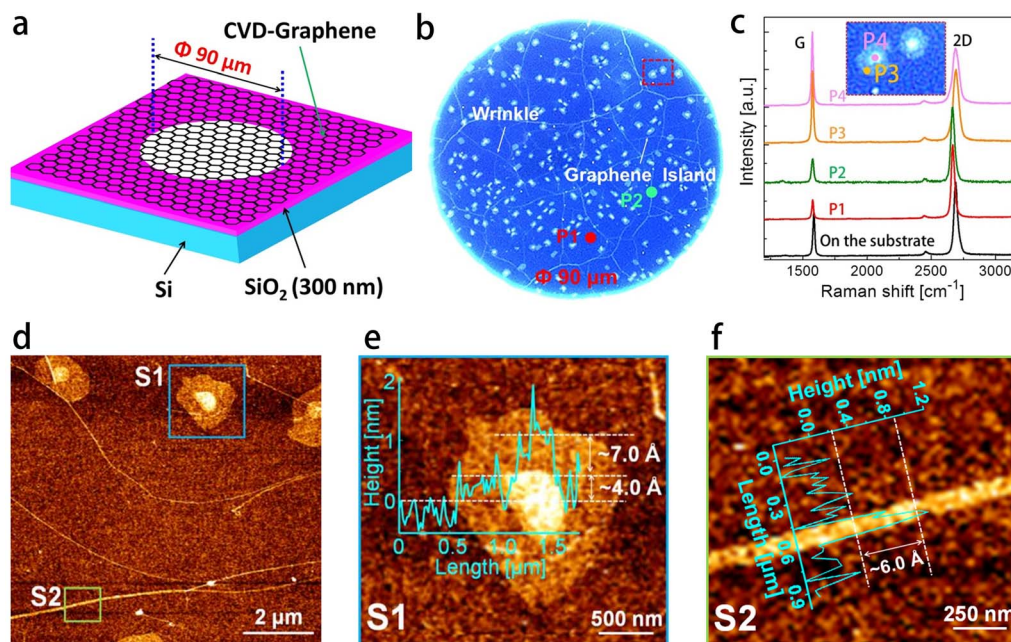 a
CVD-Graphene
Φ 90 μm
Si
SiO₂ (300 nm)
b
Wrinkle
Graphene Island
P2
P1
Φ 90 μm
c
G
2D
P4
P3
P4
P3
P2
P1
On the substrate
Intensity [a.u.]
1500 2000 2500 3000
Raman shift [cm⁻¹]
d
S1
S2
2 μm
e
2
1
0
Height [nm]
~7.0 Å
~4.0 Å
0 0.5 1.0 1.5
Length [μm]
S1
500 nm
f
Height [nm]
0.0 0.4 0.8 1.2
0.0 0.3 0.6 0.9
Length [μm]
~6.0 Å
S2
250 nm